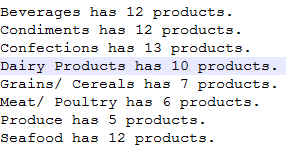 Beverages has 12 products.
Condiments has 12 products.
Confections has 13 products.
Dairy Products has 10 products.
Grains/ Cereals has 7 products.
Meat/ Poultry has 6 products.
Produce has 5 products.
Seafood has 12 products.